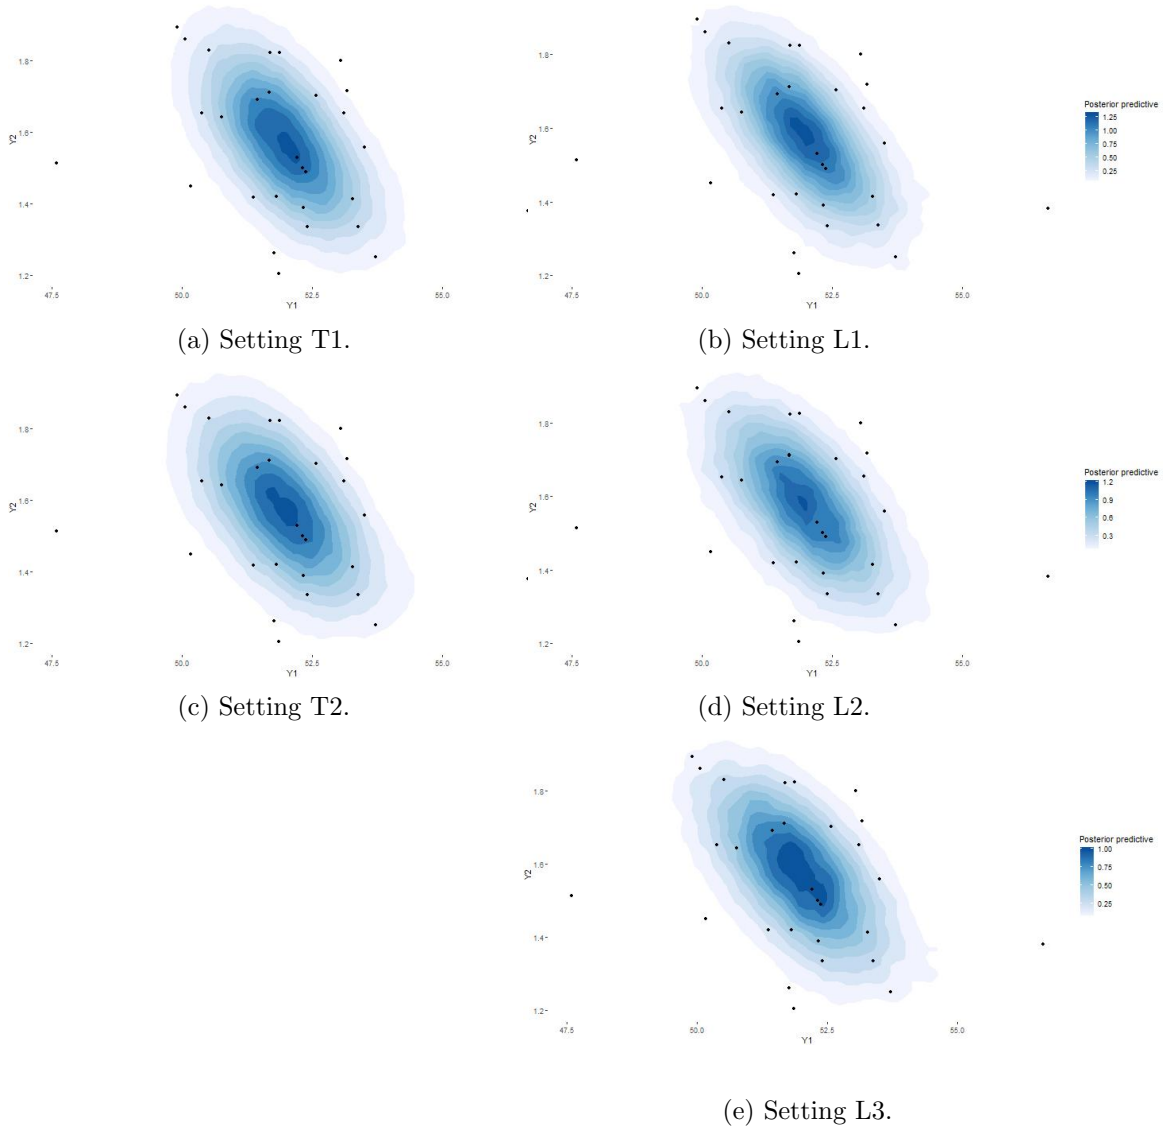 1.8-
1.6-
1.4-
1.2-
Y2
47.5
50.0
52.5
55.0
Y1
(a) Setting T1.
1.8-
1.6-
1.4-
1.2-
Y2
47.5
50.0
52.5
55.0
Y1
Posterior predictive
1.25
1.00
0.75
0.50
0.25
(b) Setting L1.
1.8-
1.6-
1.4-
1.2-
Y2
47.5
50.0
52.5
55.0
Y1
(c) Setting T2.
1.8-
1.6-
1.4-
1.2-
Y2
47.5
50.0
52.5
55.0
Y1
Posterior predictive
1.2
0.9
0.6
0.3
(d) Setting L2.
1.8-
1.6-
1.4-
1.2-
Y2
47.5
50.0
52.5
55.0
Y1
Posterior predictive
1.00
0.75
0.50
0.25
(e) Setting L3.